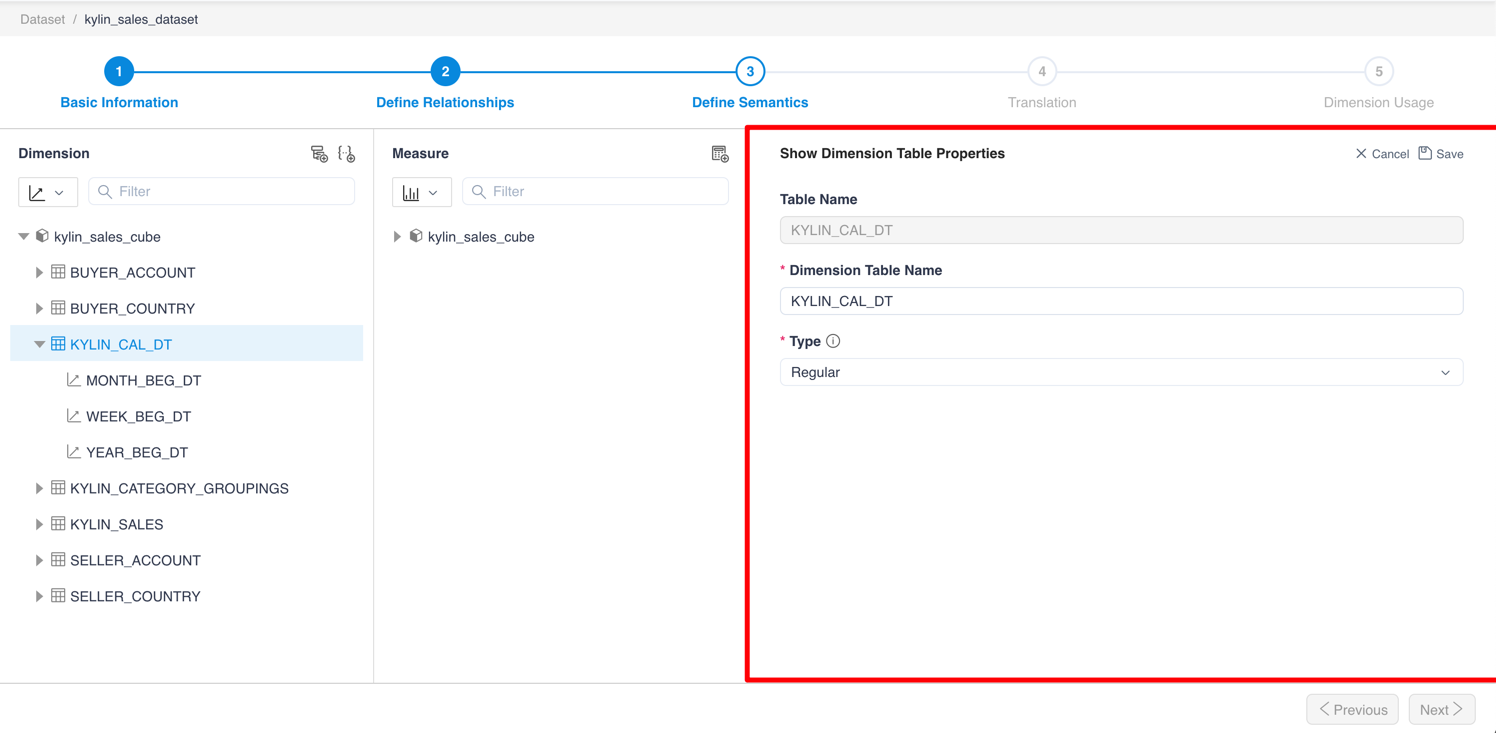 Dataset / kylin_sales_dataset
1 2 3 4 5
Basic Information Define Relationships Define Semantics Translation Dimension Usage
Dimension
Filter
kylin_sales_cube
BUYER_ACCOUNT
BUYER_COUNTRY
KYLIN_CAL_DT
MONTH_BEG_DT
WEEK_BEG_DT
YEAR_BEG_DT
KYLIN_CATEGORY_GROUPINGS
KYLIN_SALES
SELLER_ACCOUNT
SELLER_COUNTRY
Measure
Filter
kylin_sales_cube
Show Dimension Table Properties Cancel Save
Table Name
KYLIN_CAL_DT
* Dimension Table Name
KYLIN_CAL_DT
* Type
Regular
Previous Next